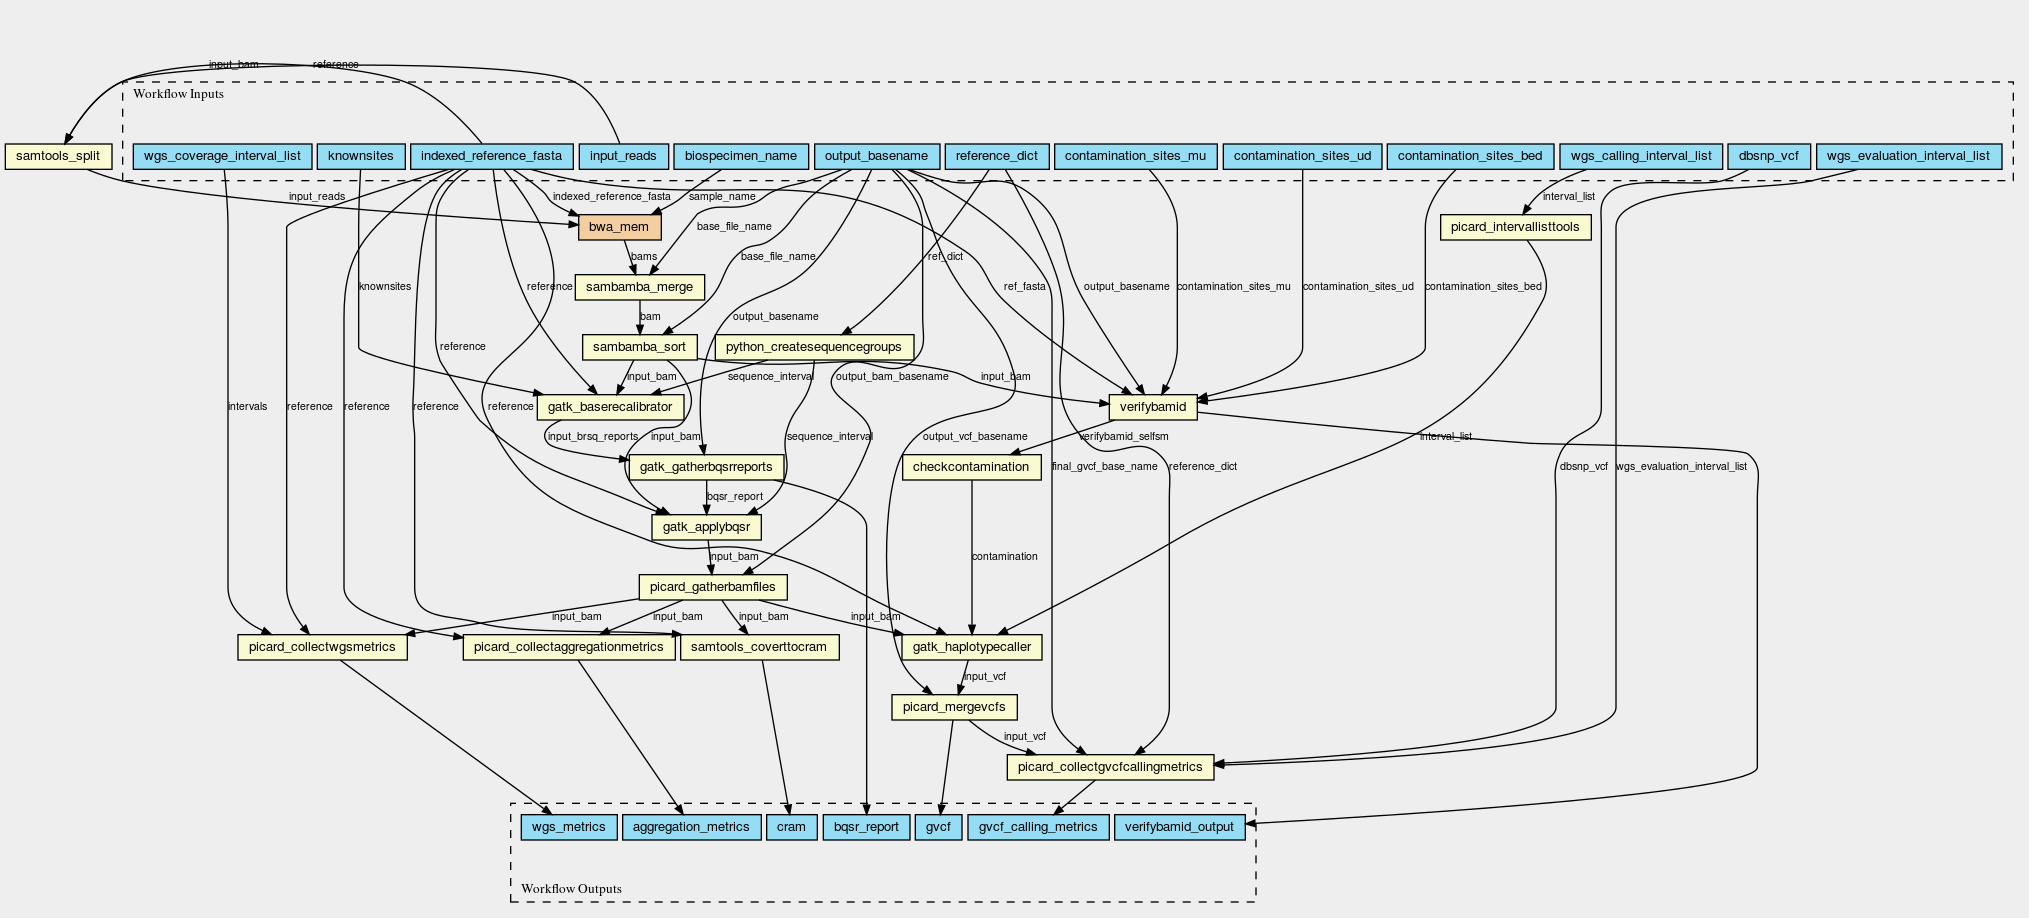 input_bam
reference
Workflow Inputs
samtools_split
wgs_coverage_interval_list
knownsites
indexed_reference_fasta
input_reads
biospecimen_name
output_basename
reference_dict
contamination_sites_mu
contamination_sites_ud
contamination_sites_bed
wgs_calling_interval_list
dbsnp_vcf
wgs_evaluation_interval_list
input_reads
indexed_reference_fasta
sample_name
interval_list
bwa_mem
base_file_name
picard_intervallisttools
bams
base_file_name
ref_dict
knownsites
sambamba_merge
reference
ref_fasta
output_basename
contamination_sites_mu
contamination_sites_ud
contamination_sites_bed
bam
output_basename
reference
sambamba_sort
python_createsequencegroups
input_bam
sequence_interval
output_bam_basename
input_bam
intervals
reference
reference
reference
reference
gatk_baserecalibrator
verifybamid
input_brsq_reports
input_bam
sequence_interval
output_vcf_basename
verifybamid_selfsm
interval_list
gatk_gatherbqsrreports
checkcontamination
final_gvcf_base_name
reference_dict
dbsnp_vcf
wgs_evaluation_interval_list
bqsr_report
gatk_applybqsr
input_bam
contamination
picard_gatherbamfiles
input_bam
input_bam
input_bam
input_bam
picard_collectwgsmetrics
picard_collectaggregationmetrics
samtools_coverttocram
gatk_haplotypecaller
input_vcf
picard_mergevcfs
input_vcf
picard_collectgvcfcallingmetrics
wgs_metrics
aggregation_metrics
cram
bqsr_report
gvcf
gvcf_calling_metrics
verifybamid_output
Workflow Outputs